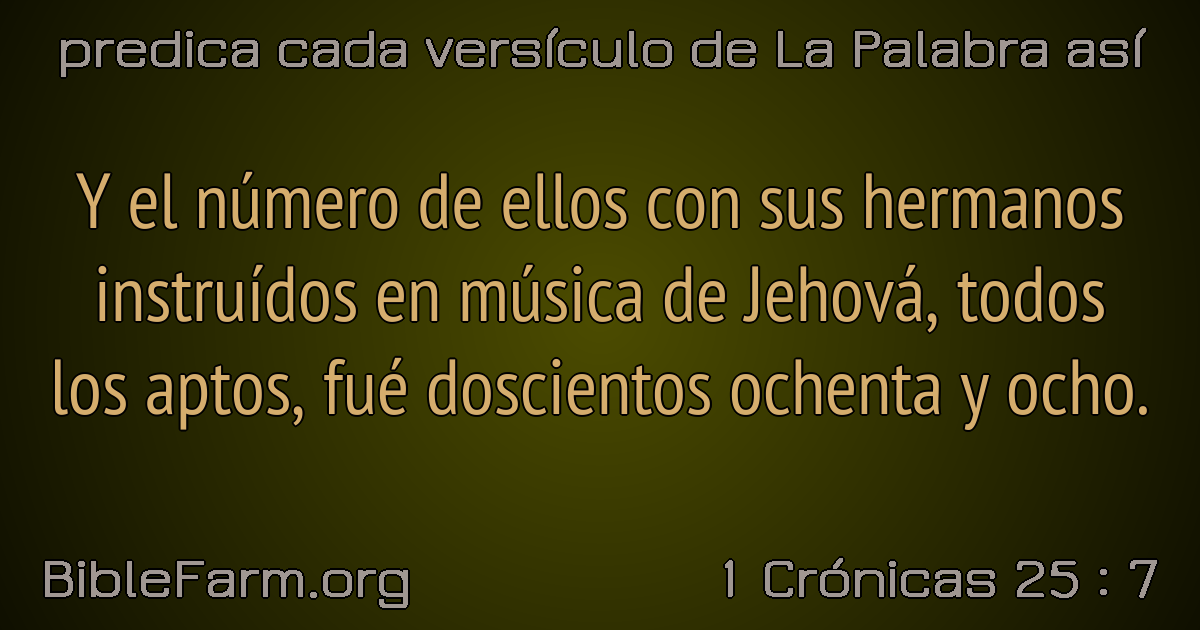 predica cada versículo de La Palabra así
Y el número de ellos con sus hermanos
instruídos en música de Jehová, todos
los aptos, fué doscientos ochenta y ocho.
BibleFarm.org
1 Crónicas 25 : 7